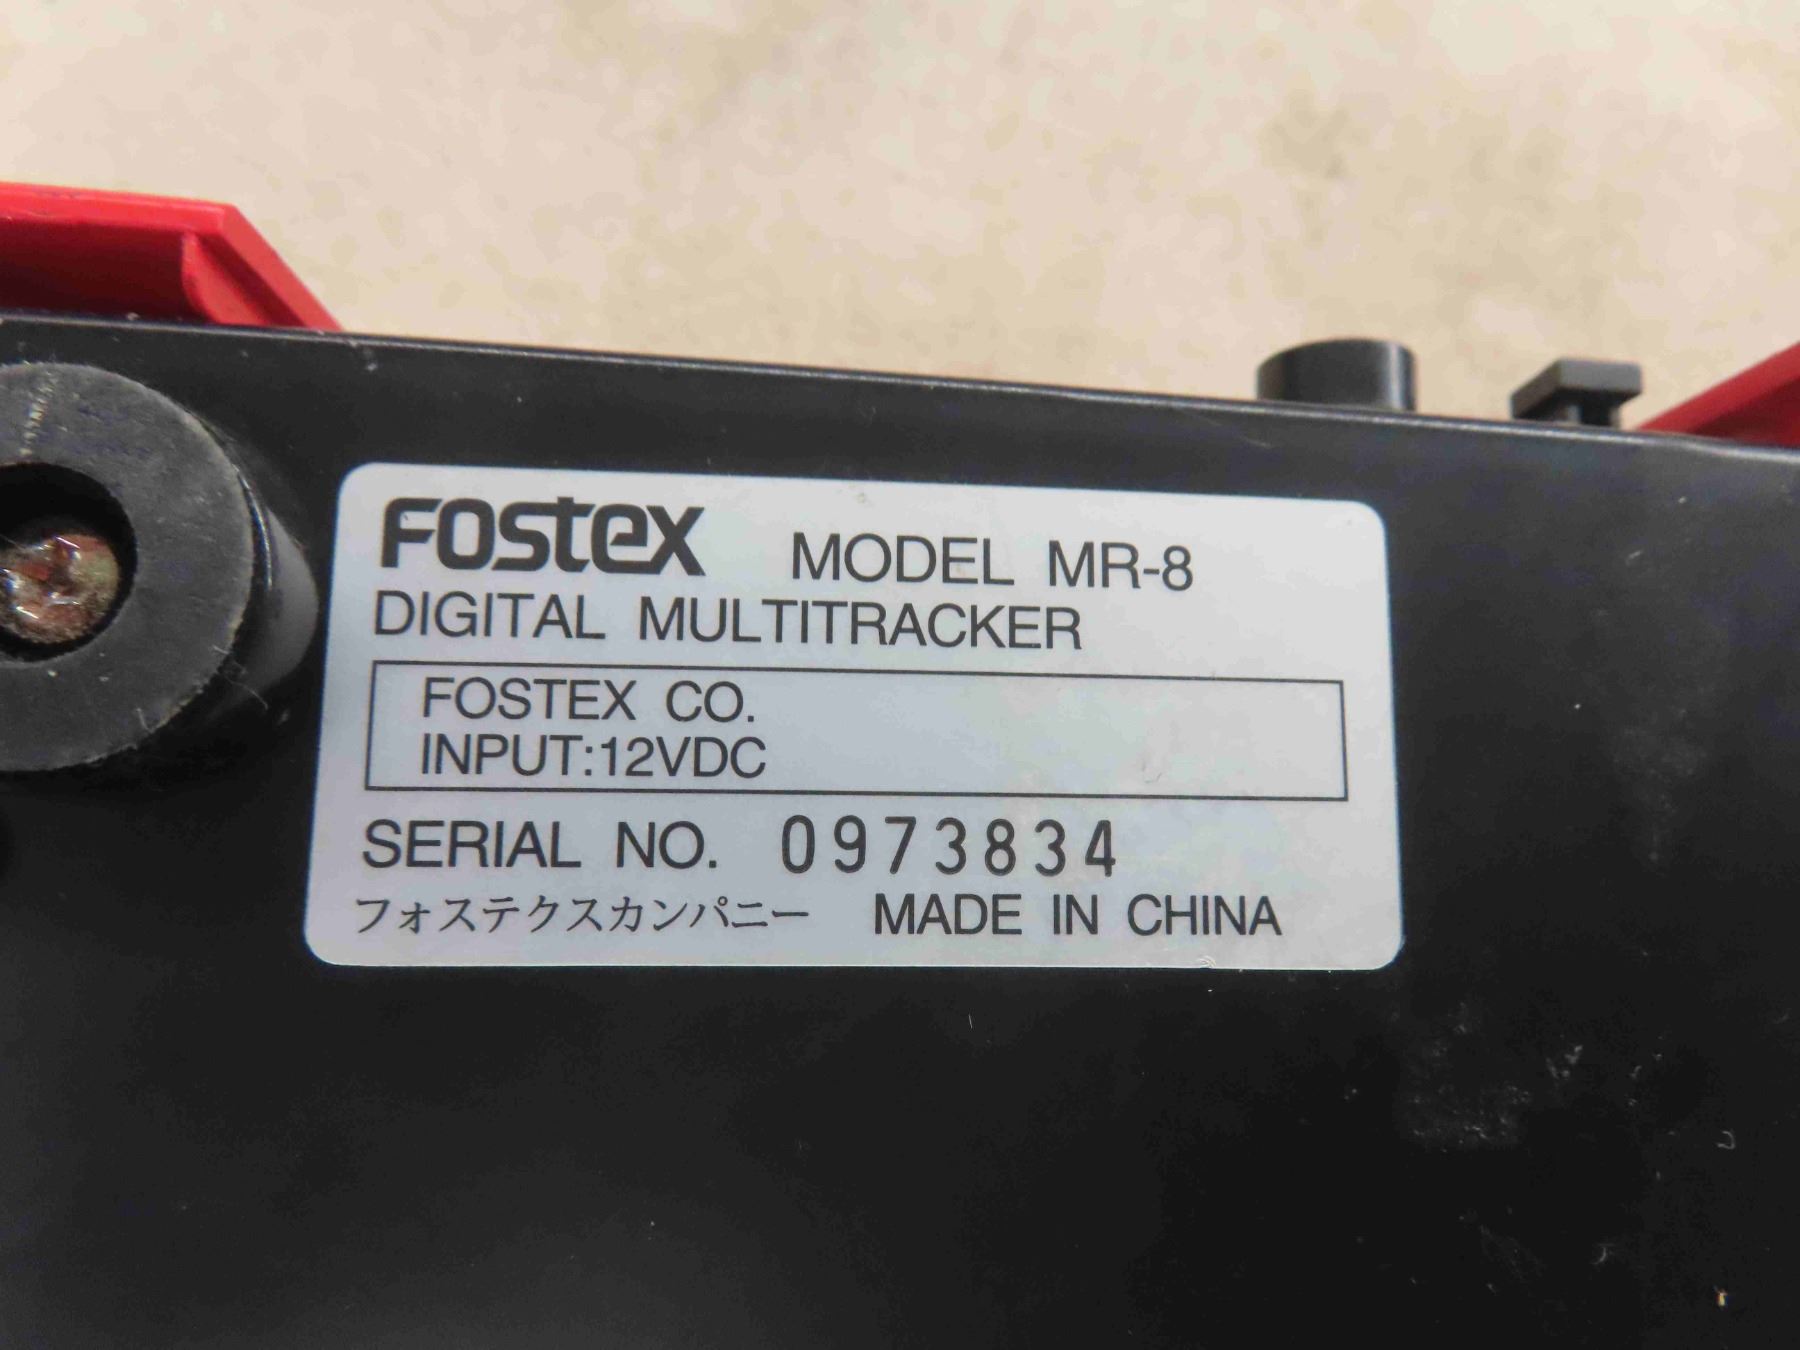 Fostex MODEL MR-8
DIGITAL MULTITRACKER
FOSTEX CO.
INPUT:12VDC
SERIAL NO. 0973834
フォステクスカンパニー MADE IN CHINA